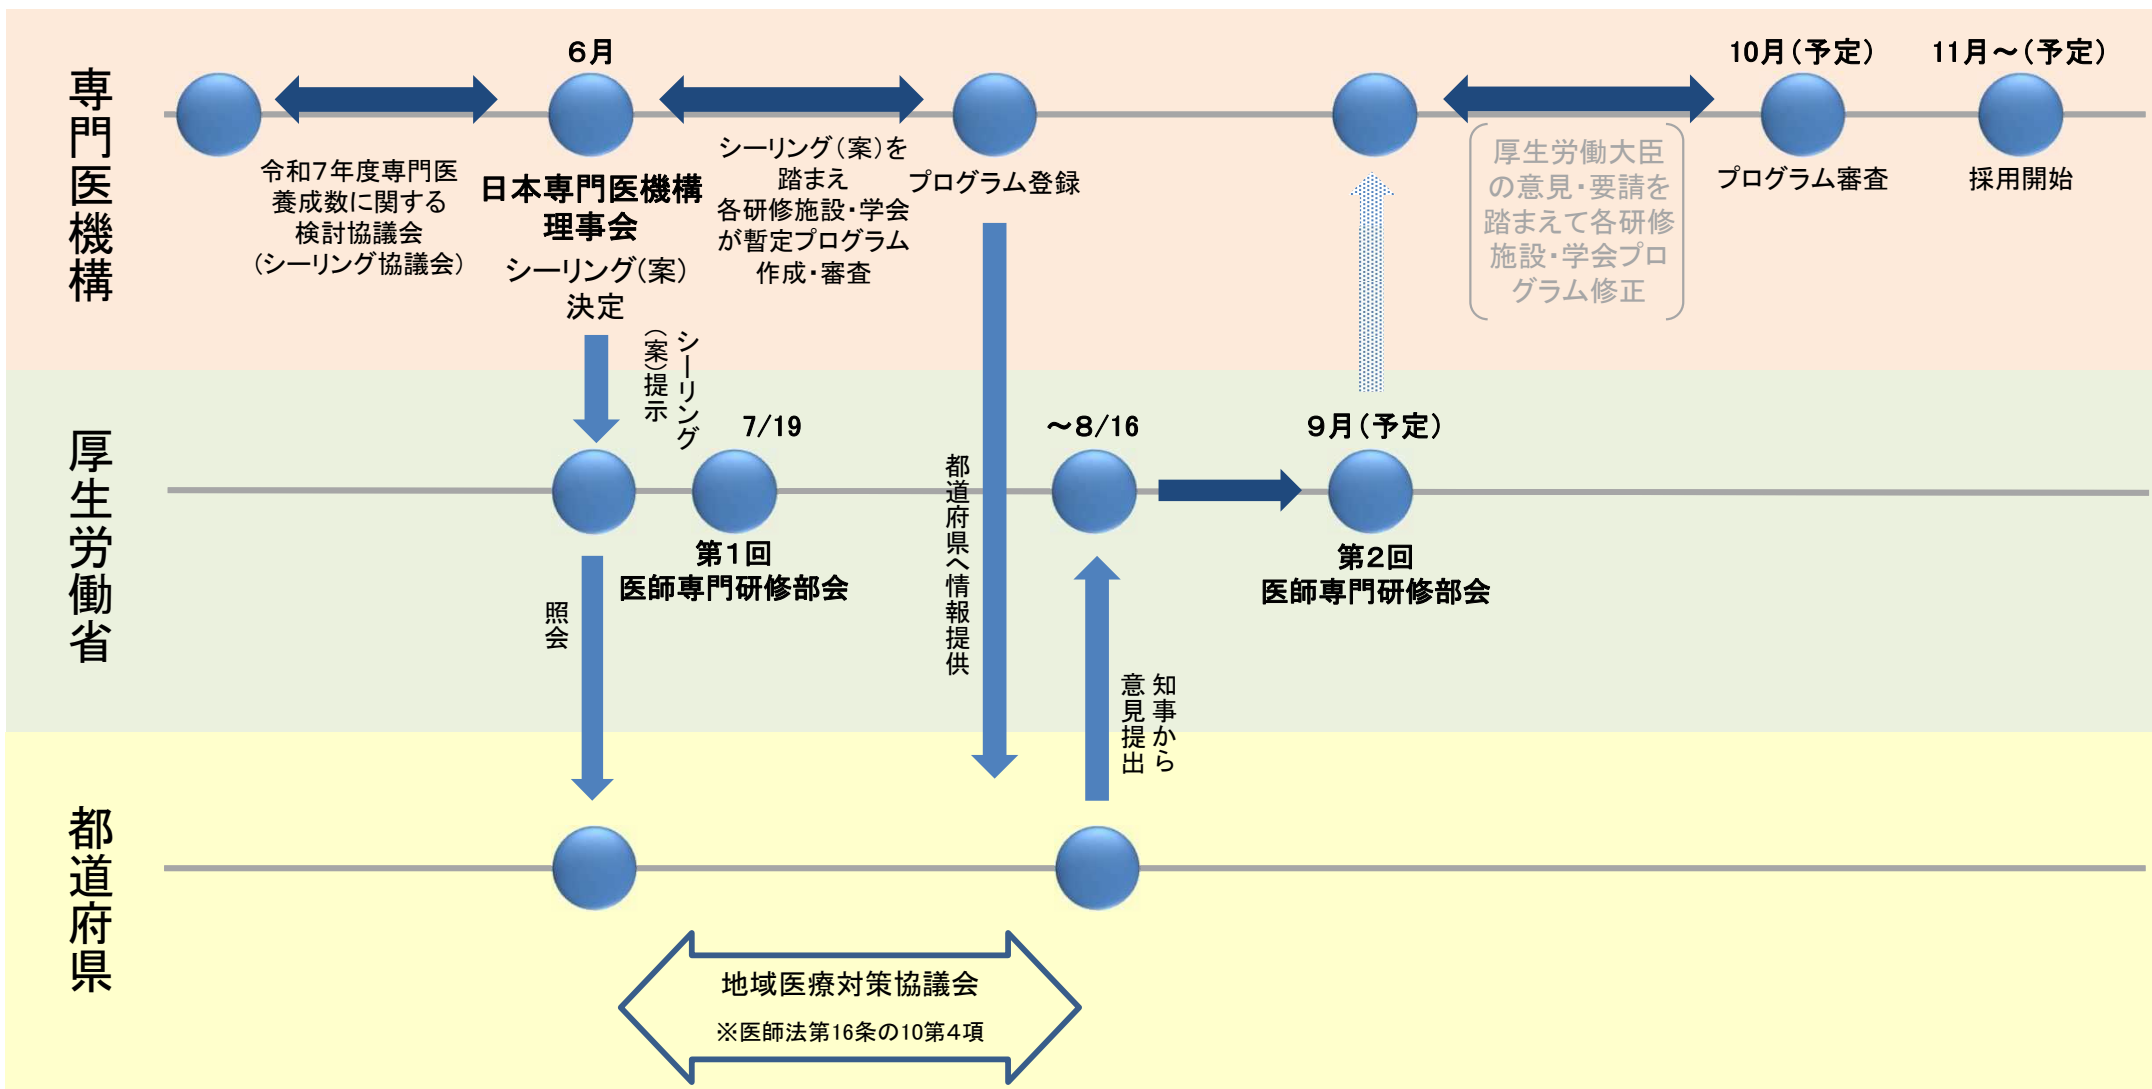 専門医機構
6月
10月(予定)
11月～(予定)
令和7年度専門医
養成数に関する
検討協議会
(シーリング協議会)
日本専門医機構
理事会
シーリング(案)
決定
シーリング(案)を
踏まえ
各研修施設・学会
が暫定プログラム
作成・審査
プログラム登録
厚生労働大臣
の意見・要請を
踏まえて各研修
施設・学会プロ
グラム修正
プログラム審査
採用開始
シーリング
(案)提示
厚生労働省
7/19
～8/16
9月(予定)
第1回
医師専門研修部会
第2回
医師専門研修部会
照会
都道府県へ情報提供
知事から
意見提出
都道府県
地域医療対策協議会
※医師法第16条の10第4項